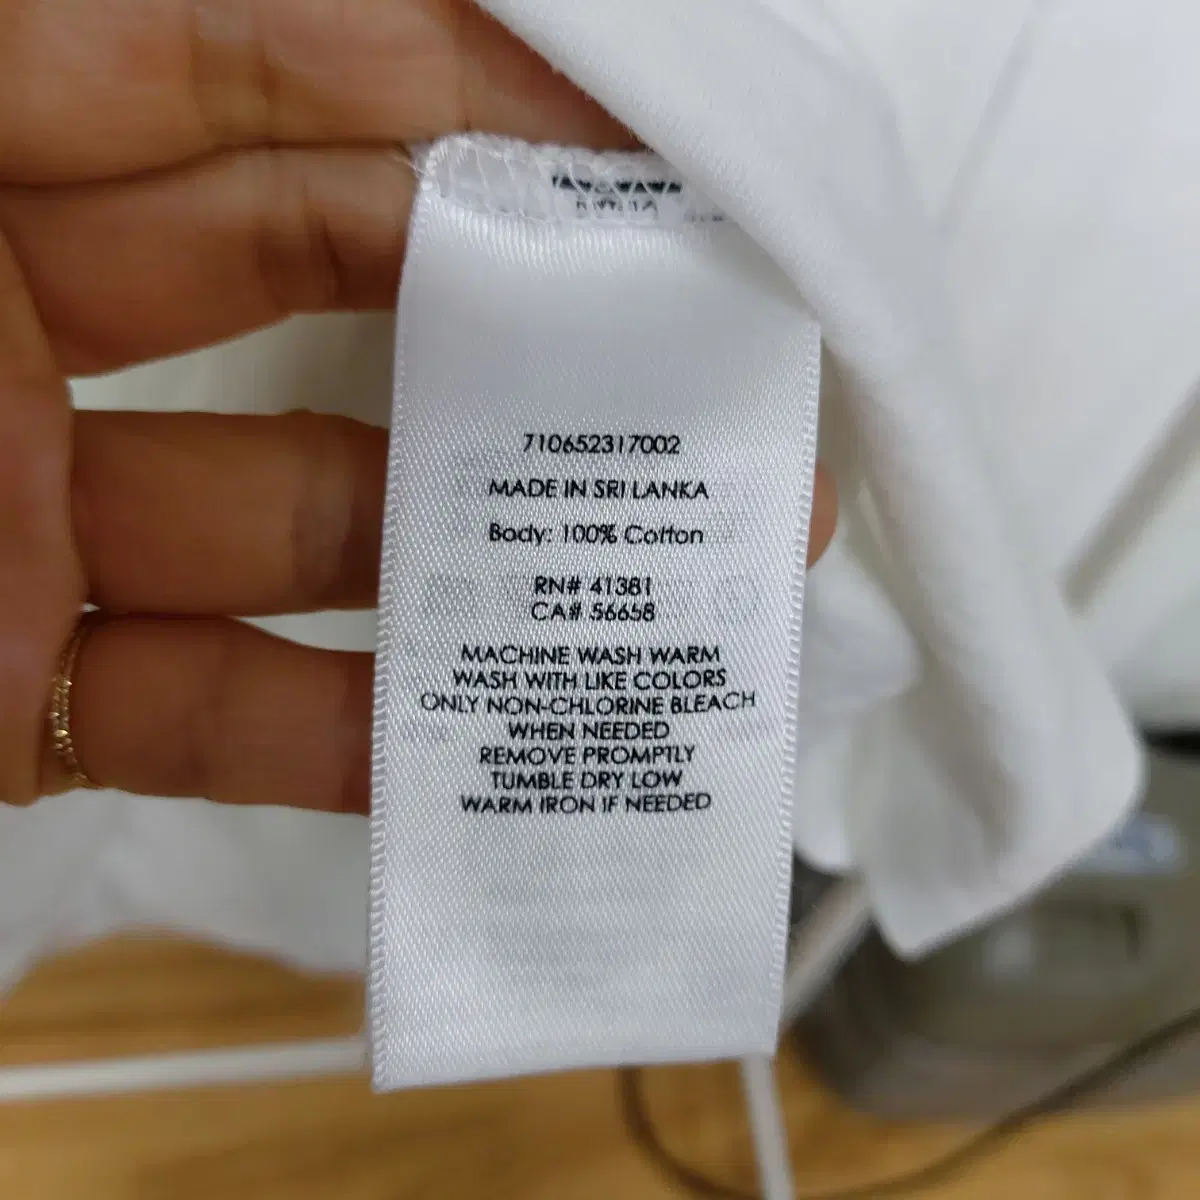 710652317002
MADE IN SRI LANKA
Body: 100% Cotton
RN# 41381
CA# 56658
MACHINE WASH WARM
WASH WITH LIKE COLORS
ONLY NON-CHLORINE BLEACH
WHEN NEEDED
REMOVE PROMPTLY
TUMBLE DRY LOW
WARM IRON IF NEEDED